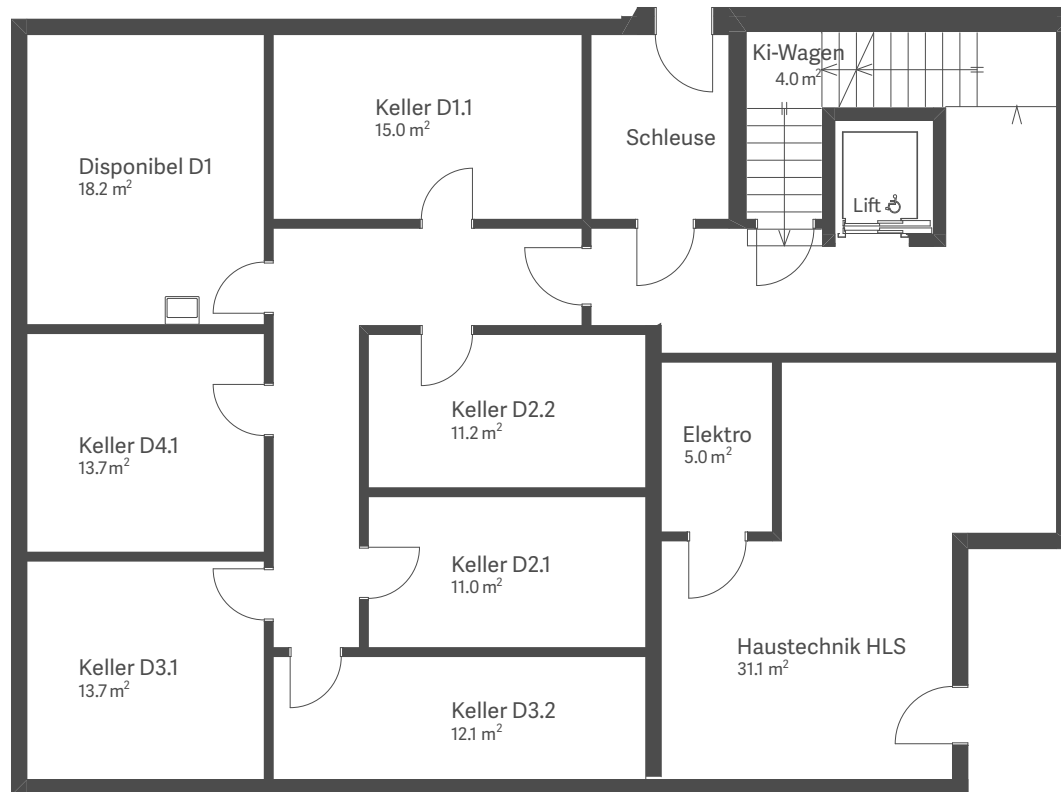 Ki-Wagen
4.0 m²
Keller D1.1
15.0 m²
Schleuse
Disponibel D1
18.2 m²
Lift
Keller D2.2
11.2 m²
Elektro
5.0 m²
Keller D4.1
13.7 m²
Keller D2.1
11.0 m²
Haustechnik HLS
31.1 m²
Keller D3.1
13.7 m²
Keller D3.2
12.1 m²